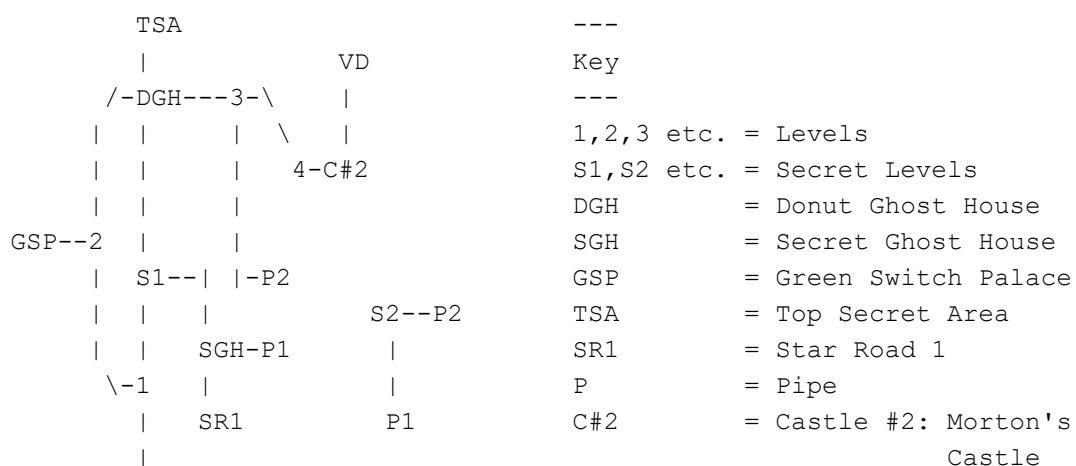 TSA                      ---
         |           VD          Key
       /-DGH---3-\    |          ---
      |  |     |  \   |          1,2,3 etc. = Levels
      |  |     |   4-C#2         S1,S2 etc. = Secret Levels
      |  |     |                 DGH        = Donut Ghost House
 GSP--2  |     |                 SGH        = Secret Ghost House
      |  S1--| |-P2              GSP        = Green Switch Palace
      |  |   |         S2--P2    TSA        = Top Secret Area
      |  |   SGH-P1     |        SR1        = Star Road 1
       \-1   |          |        P          = Pipe
         |   SR1        P1       C#2        = Castle #2: Morton's
         |                                              Castle